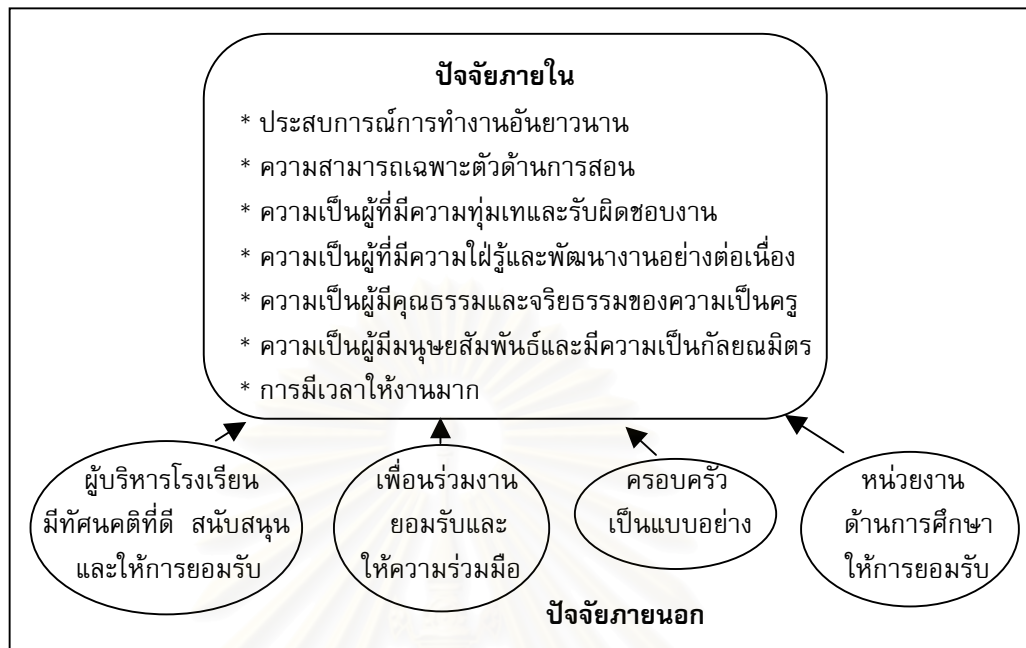 ปัจจัยภายใน
* ประสบการณ์การทำงานอันยาวนาน
* ความสามารถเฉพาะตัวด้านการสอน
* ความเป็นผู้ที่มีความทุ่มเทและรับผิดชอบงาน
* ความเป็นผู้ที่มีความใฝ่รู้และพัฒนางานอย่างต่อเนื่อง
* ความเป็นผู้มีคุณธรรมและจริยธรรมของความเป็นครู
* ความเป็นผู้มีมนุษยสัมพันธ์และมีความเป็นกัลยณมิตร
* การมีเวลาให้งานมาก
ผู้บริหารโรงเรียน
มีทัศนคติที่ดี สนับสนุน
และให้การยอมรับ
เพื่อนร่วมงาน
ยอมรับและ
ให้ความร่วมมือ
ครอบครัว
เป็นแบบอย่าง
หน่วยงาน
ด้านการศึกษา
ให้การยอมรับ
ปัจจัยภายนอก